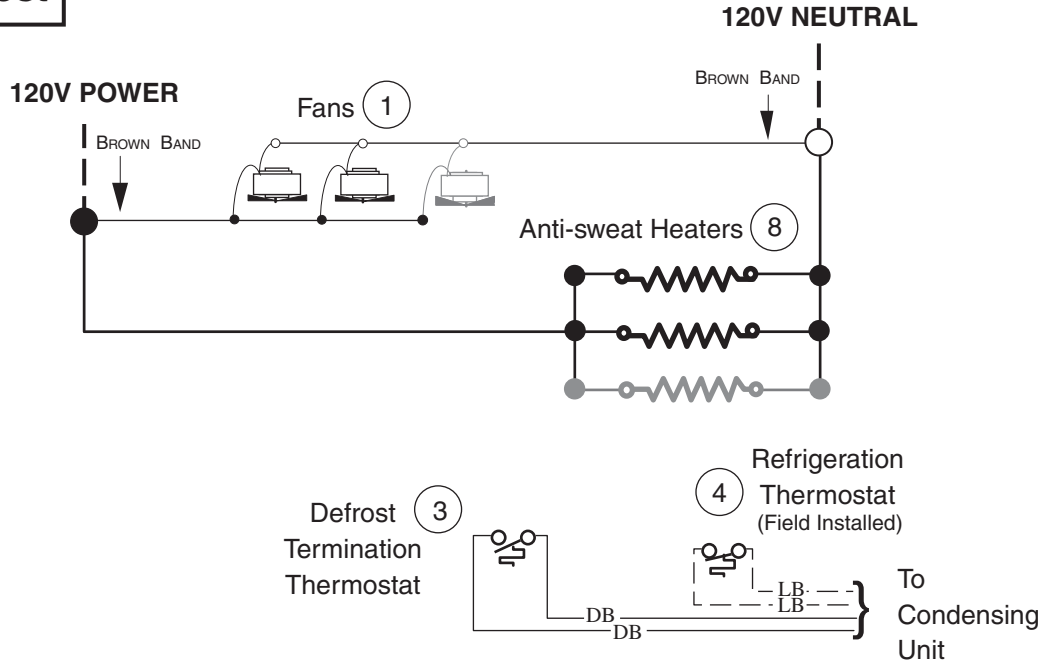 120V NEUTRAL
120V POWER
BROWN BAND
BROWN BAND
Fans 1
Anti-sweat Heaters 8
Defrost 3
Termination
Thermostat
4
Refrigeration
Thermostat
(Field Installed)
LB
LB
DB
DB
To
Condensing
Unit